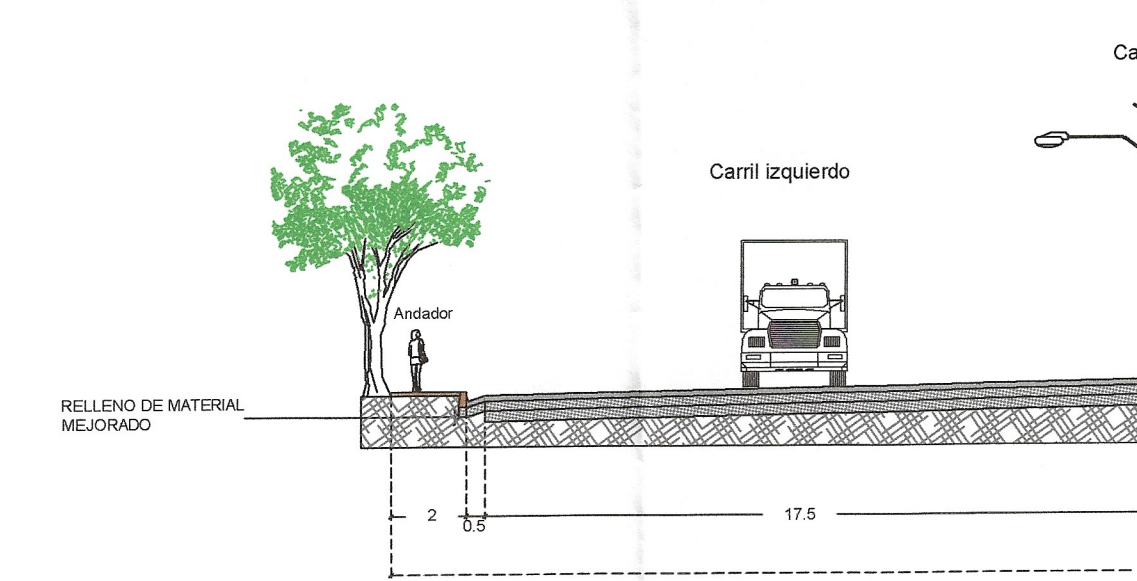 Ca
Carril izquierdo
Andador
RELLENO DE MATERIAL
MEJORADO
2
0.5
17.5